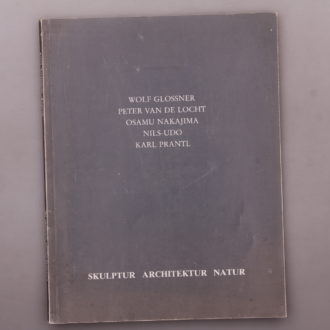 WOLF GLOSSNER
PETER VAN DE LOCHT
OSAMU NAKAJIMA
NILS-UDO
KARL PRANTL
SKULPTUR ARCHITEKTUR NATUR